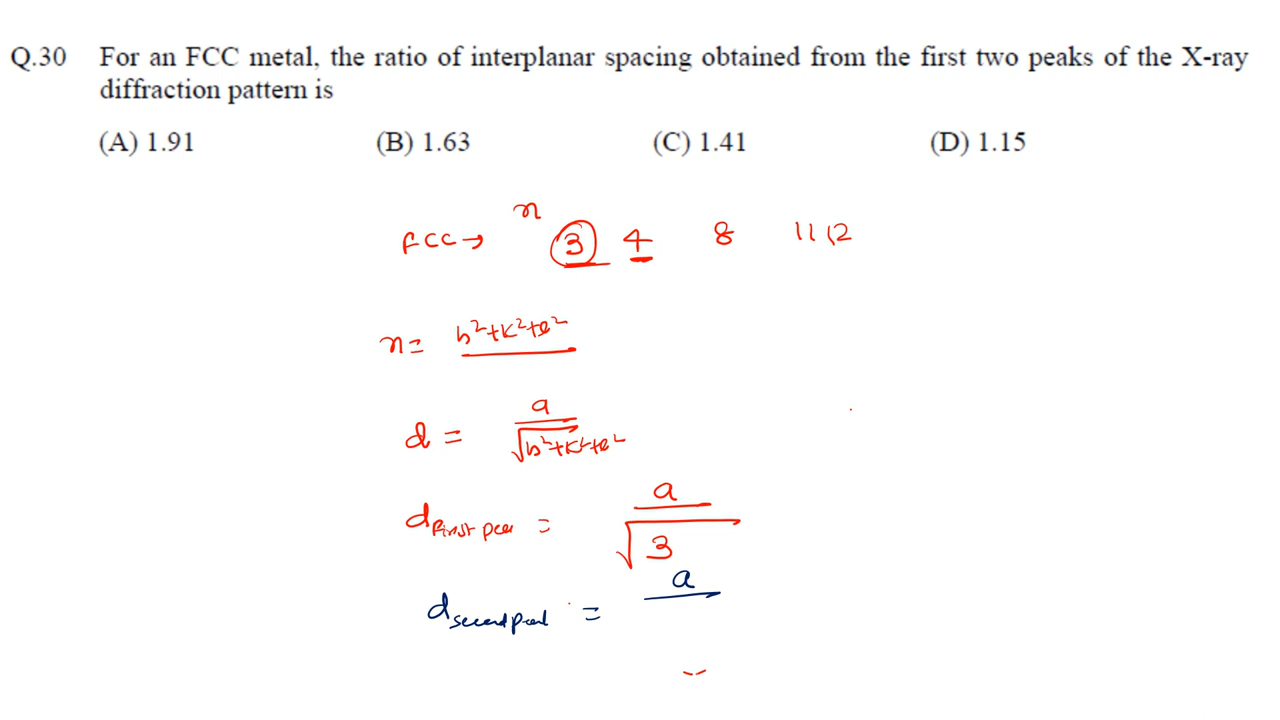 Q.30 For an FCC metal, the ratio of interplanar spacing obtained from the first two peaks of the X-ray
diffraction pattern is
(A) 1.91 (B) 1.63 (C) 1.41 (D) 1.15
n
FCC → 3 4 8 11 12
n = h²+k²+l²
a
d = √h²+k²+l²
a
d first peak = √3
a
d second peak =